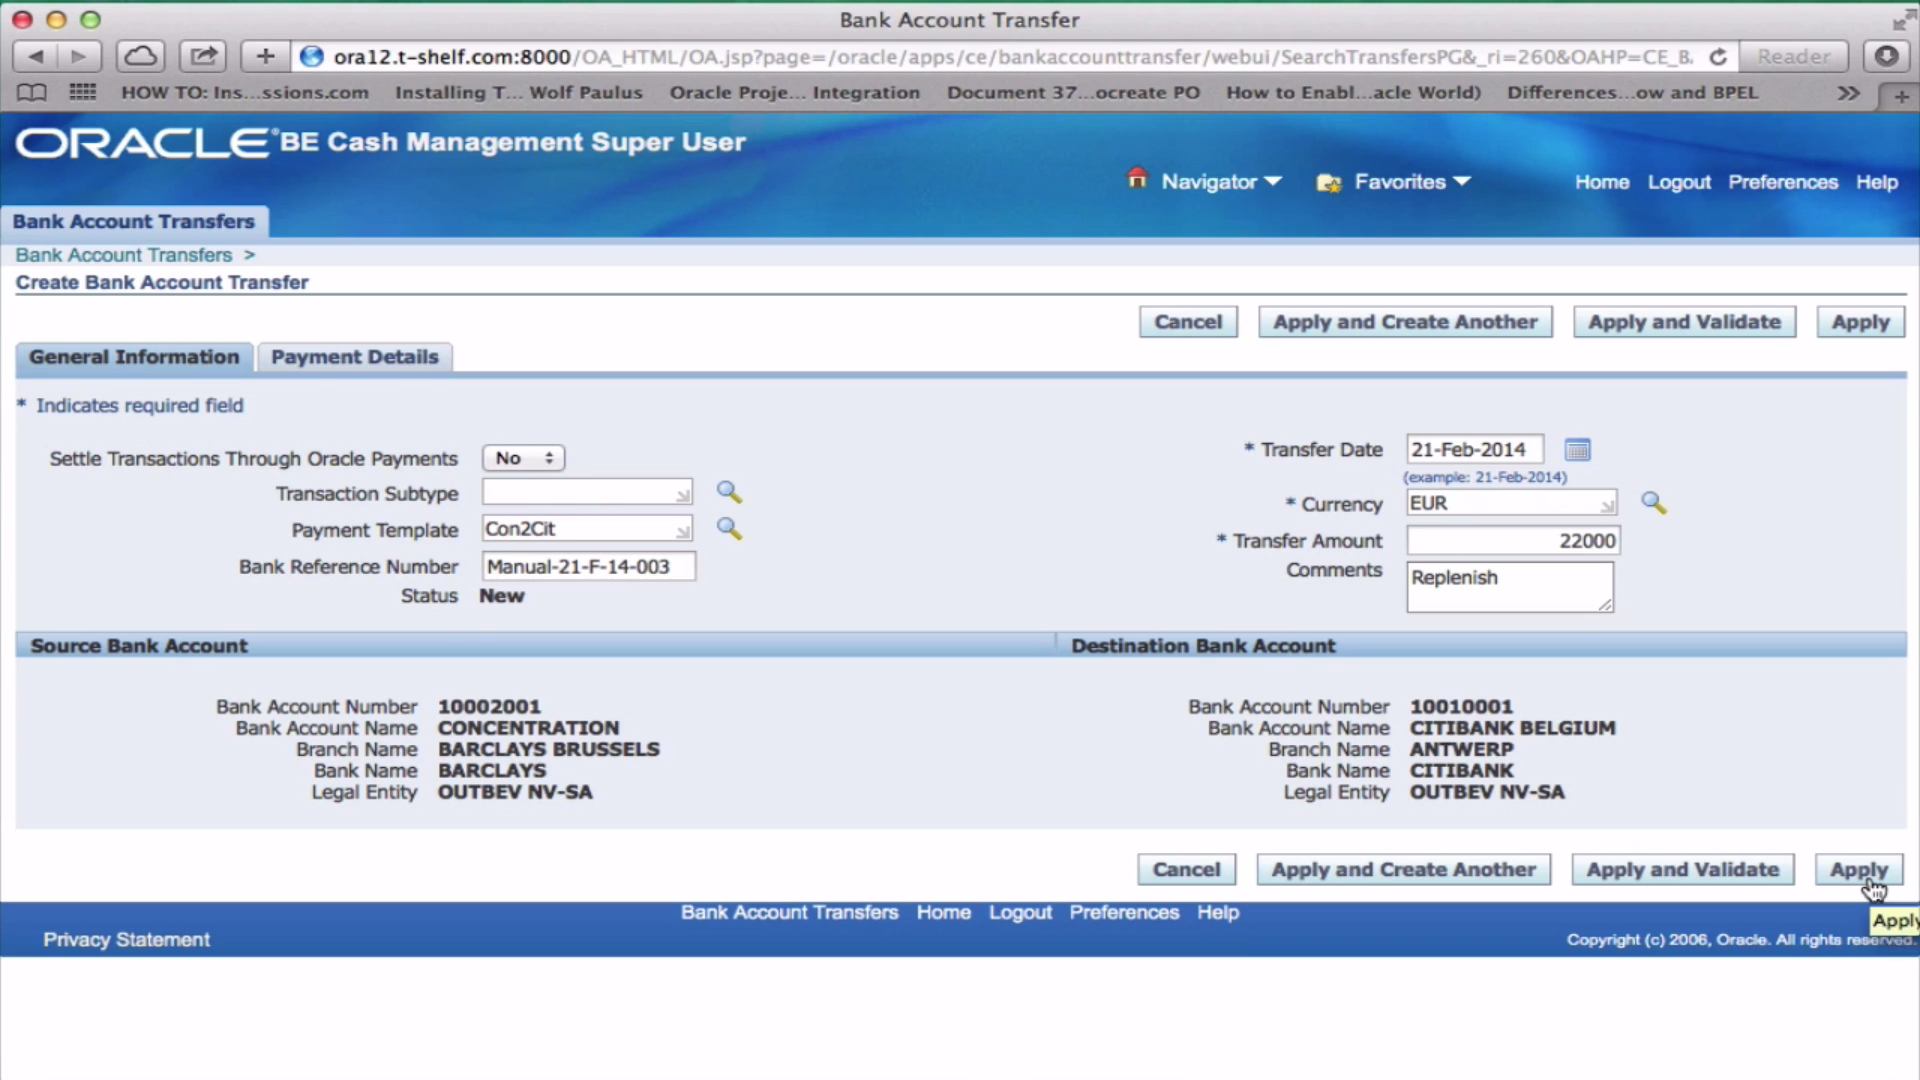 Bank Account Transfer
ora12.t-shelf.com:8000/OA_HTML/OA.jsp?page=/oracle/apps/ce/bankaccounttransfer/webui/SearchTransfersPG&_ri=260&OAHP=CE_B. Reader
HOW TO: Ins...ssions.com Installing T... Wolf Paulus Oracle Proje... Integration Document 37...ocreate PO How to Enabl...acle World) Differences...ow and BPEL >> +
ORACLE® BE Cash Management Super User
Navigator Favorites Home Logout Preferences Help
Bank Account Transfers
Bank Account Transfers >
Create Bank Account Transfer
Cancel Apply and Create Another Apply and Validate Apply
General Information Payment Details
* Indicates required field
Settle Transactions Through Oracle Payments No
Transaction Subtype
Payment Template Con2Cit
Bank Reference Number Manual-21-F-14-003
Status New
* Transfer Date 21-Feb-2014
(example: 21-Feb-2014)
* Currency EUR
* Transfer Amount 22000
Comments Replenish
Source Bank Account
Bank Account Number 10002001
Bank Account Name CONCENTRATION
Branch Name BARCLAYS BRUSSELS
Bank Name BARCLAYS
Legal Entity OUTBEV NV-SA
Destination Bank Account
Bank Account Number 10010001
Bank Account Name CITIBANK BELGIUM
Branch Name ANTWERP
Bank Name CITIBANK
Legal Entity OUTBEV NV-SA
Cancel Apply and Create Another Apply and Validate Apply
Apply
Bank Account Transfers Home Logout Preferences Help
Privacy Statement
Copyright (c) 2006, Oracle. All rights reserved.